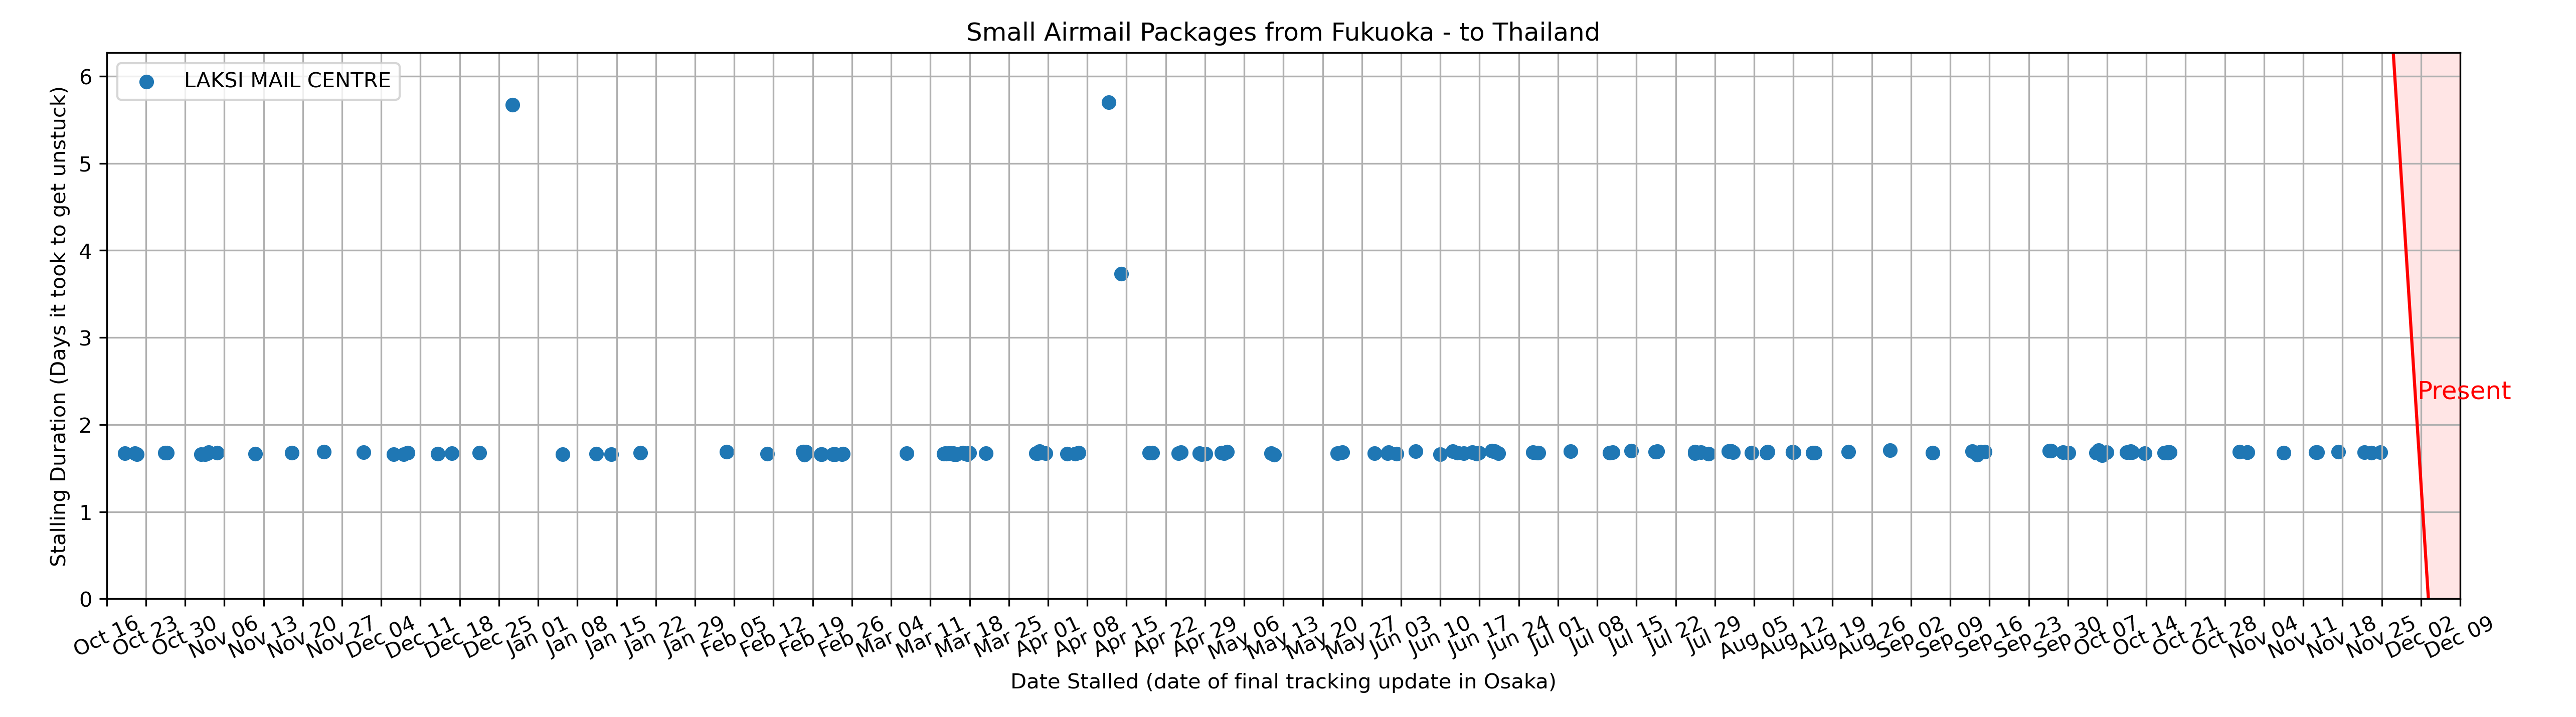 Small Airmail Packages from Fukuoka - to Thailand
LAKSI MAIL CENTRE
Stalling Duration (Days it took to get unstuck)
6
5
4
3
2
1
0
Present
Oct 16
Oct 23
Oct 30
Nov 06
Nov 13
Nov 20
Nov 27
Dec 04
Dec 11
Dec 18
Dec 25
Jan 01
Jan 08
Jan 15
Jan 22
Jan 29
Feb 05
Feb 12
Feb 19
Feb 26
Mar 04
Mar 11
Mar 18
Mar 25
Apr 01
Apr 08
Apr 15
Apr 22
Apr 29
May 06
May 13
May 20
May 27
Jun 03
Jun 10
Jun 17
Jun 24
Jul 01
Jul 08
Jul 15
Jul 22
Jul 29
Aug 05
Aug 12
Aug 19
Aug 26
Sep 02
Sep 09
Sep 16
Sep 23
Sep 30
Oct 07
Oct 14
Oct 21
Oct 28
Nov 04
Nov 11
Nov 18
Nov 25
Dec 02
Dec 09
Date Stalled (date of final tracking update in Osaka)